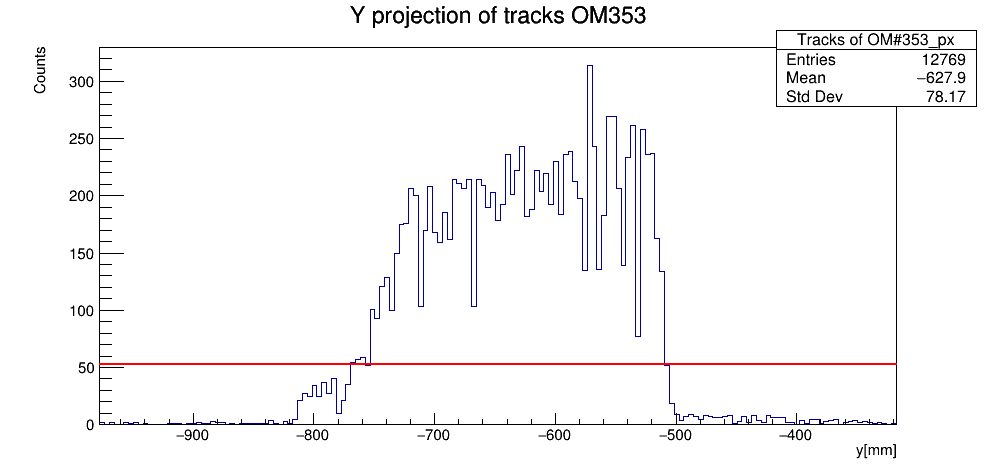 Y projection of tracks OM353
Tracks of OM#353_px
Entries 12769
Mean −627.9
Std Dev 78.17
Counts
300
250
200
150
100
50
0
−900 −800 −700 −600 −500 −400
y[mm]